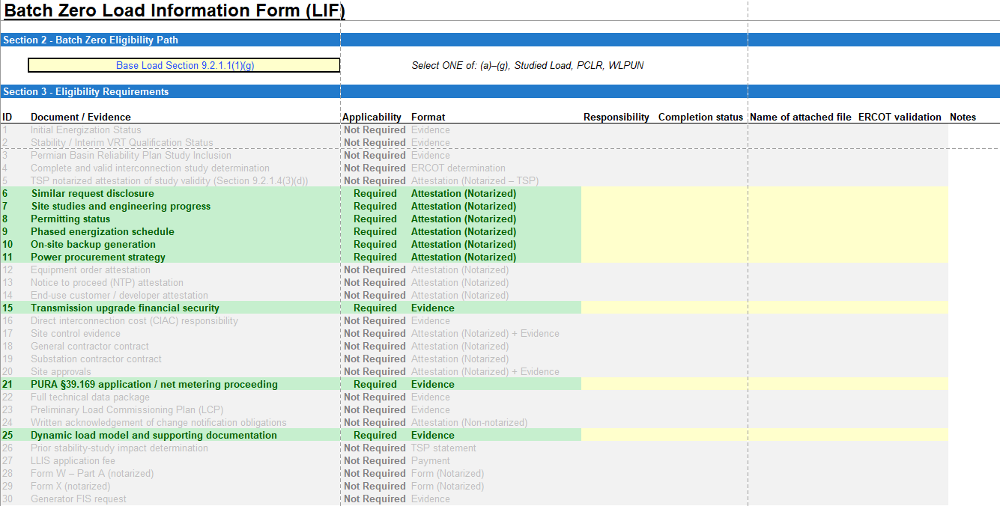 Batch Zero Load Information Form (LIF)
Section 2 - Batch Zero Eligibility Path
Base Load Section 9.2.1.1(1)(g) Select ONE of: (a)–(g), Studied Load, PCLR, WLPUN
Section 3 - Eligibility Requirements
ID Document / Evidence Applicability Format Responsibility Completion status Name of attached file ERCOT validation Notes
1 Initial Energization Status Not Required Evidence
2 Stability / Interim VRT Qualification Status Not Required Evidence
3 Permian Basin Reliability Plan Study Inclusion Not Required Evidence
4 Complete and valid interconnection study determination Not Required ERCOT determination
5 TSP notarized attestation of study validity (Section 9.2.1.4(3)(d)) Not Required Attestation (Notarized – TSP)
6 Similar request disclosure Required Attestation (Notarized)
7 Site studies and engineering progress Required Attestation (Notarized)
8 Permitting status Required Attestation (Notarized)
9 Phased energization schedule Required Attestation (Notarized)
10 On-site backup generation Required Attestation (Notarized)
11 Power procurement strategy Required Attestation (Notarized)
12 Equipment order attestation Not Required Attestation (Notarized)
13 Notice to proceed (NTP) attestation Not Required Attestation (Notarized)
14 End-use customer / developer attestation Not Required Attestation (Notarized)
15 Transmission upgrade financial security Required Evidence
16 Direct interconnection cost (CIAC) responsibility Not Required Evidence
17 Site control evidence Not Required Attestation (Notarized) + Evidence
18 General contractor contract Not Required Attestation (Notarized)
19 Substation contractor contract Not Required Attestation (Notarized)
20 Site approvals Not Required Attestation (Notarized) + Evidence
21 PURA §39.169 application / net metering proceeding Required Evidence
22 Full technical data package Not Required Evidence
23 Preliminary Load Commissioning Plan (LCP) Not Required Evidence
24 Written acknowledgement of change notification obligations Not Required Attestation (Non-notarized)
25 Dynamic load model and supporting documentation Required Evidence
26 Prior stability-study impact determination Not Required TSP statement
27 LLIS application fee Not Required Payment
28 Form W – Part A (notarized) Not Required Form (Notarized)
29 Form X (notarized) Not Required Form (Notarized)
30 Generator FIS request Not Required Evidence